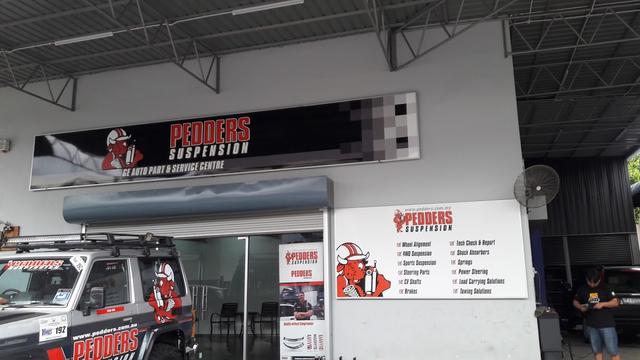 PEDDERS
SUSPENSION
GE AUTO PART & SERVICE CENTRE
www.pedders.com.my
PEDDERS
SUSPENSION
Wheel Alignment
4WD Suspension
Sports Suspension
Steering Parts
CV Shafts
Brakes
Tech Check & Report
Shock Absorbers
Springs
Power Steering
Load Carrying Solutions
Towing Solutions
PEDDERS
SUSPENSION
PEDDERS
192
www.pedders.com.au
PEDDERS